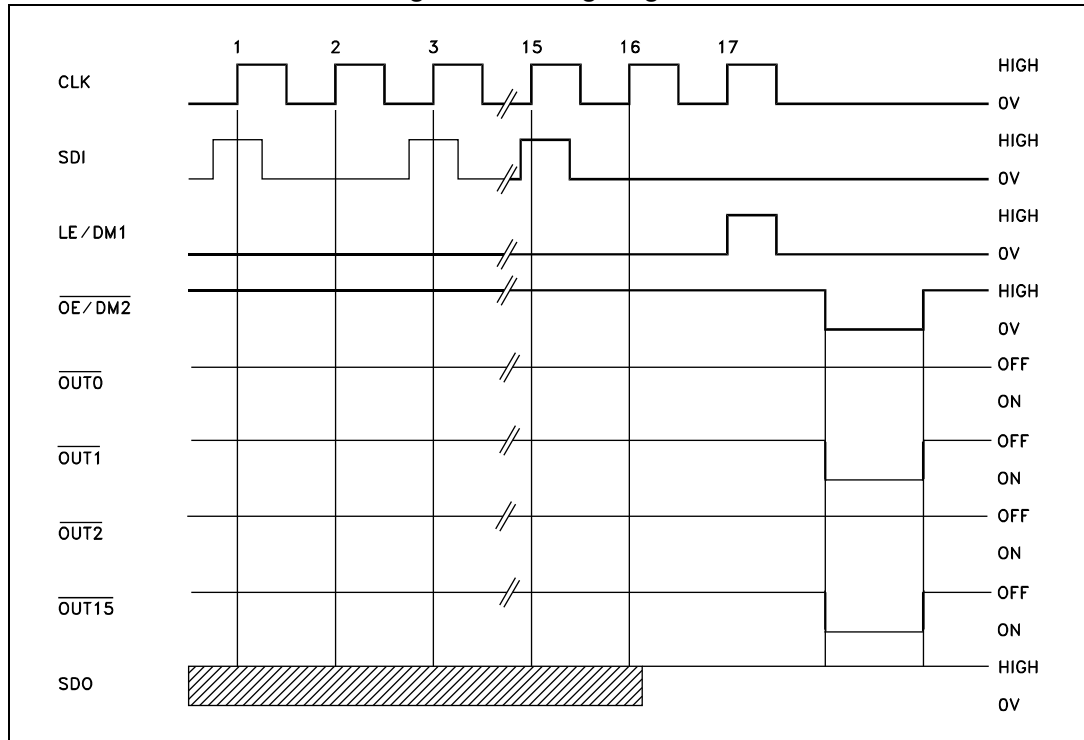 1 2 3 15 16 17
CLK
HIGH
0V
SDI
HIGH
0V
LE/DM1
HIGH
0V
OE/DM2
HIGH
0V
OUT0
OFF
ON
OUT1
OFF
ON
OUT2
OFF
ON
OUT15
OFF
ON
SDO
HIGH
0V